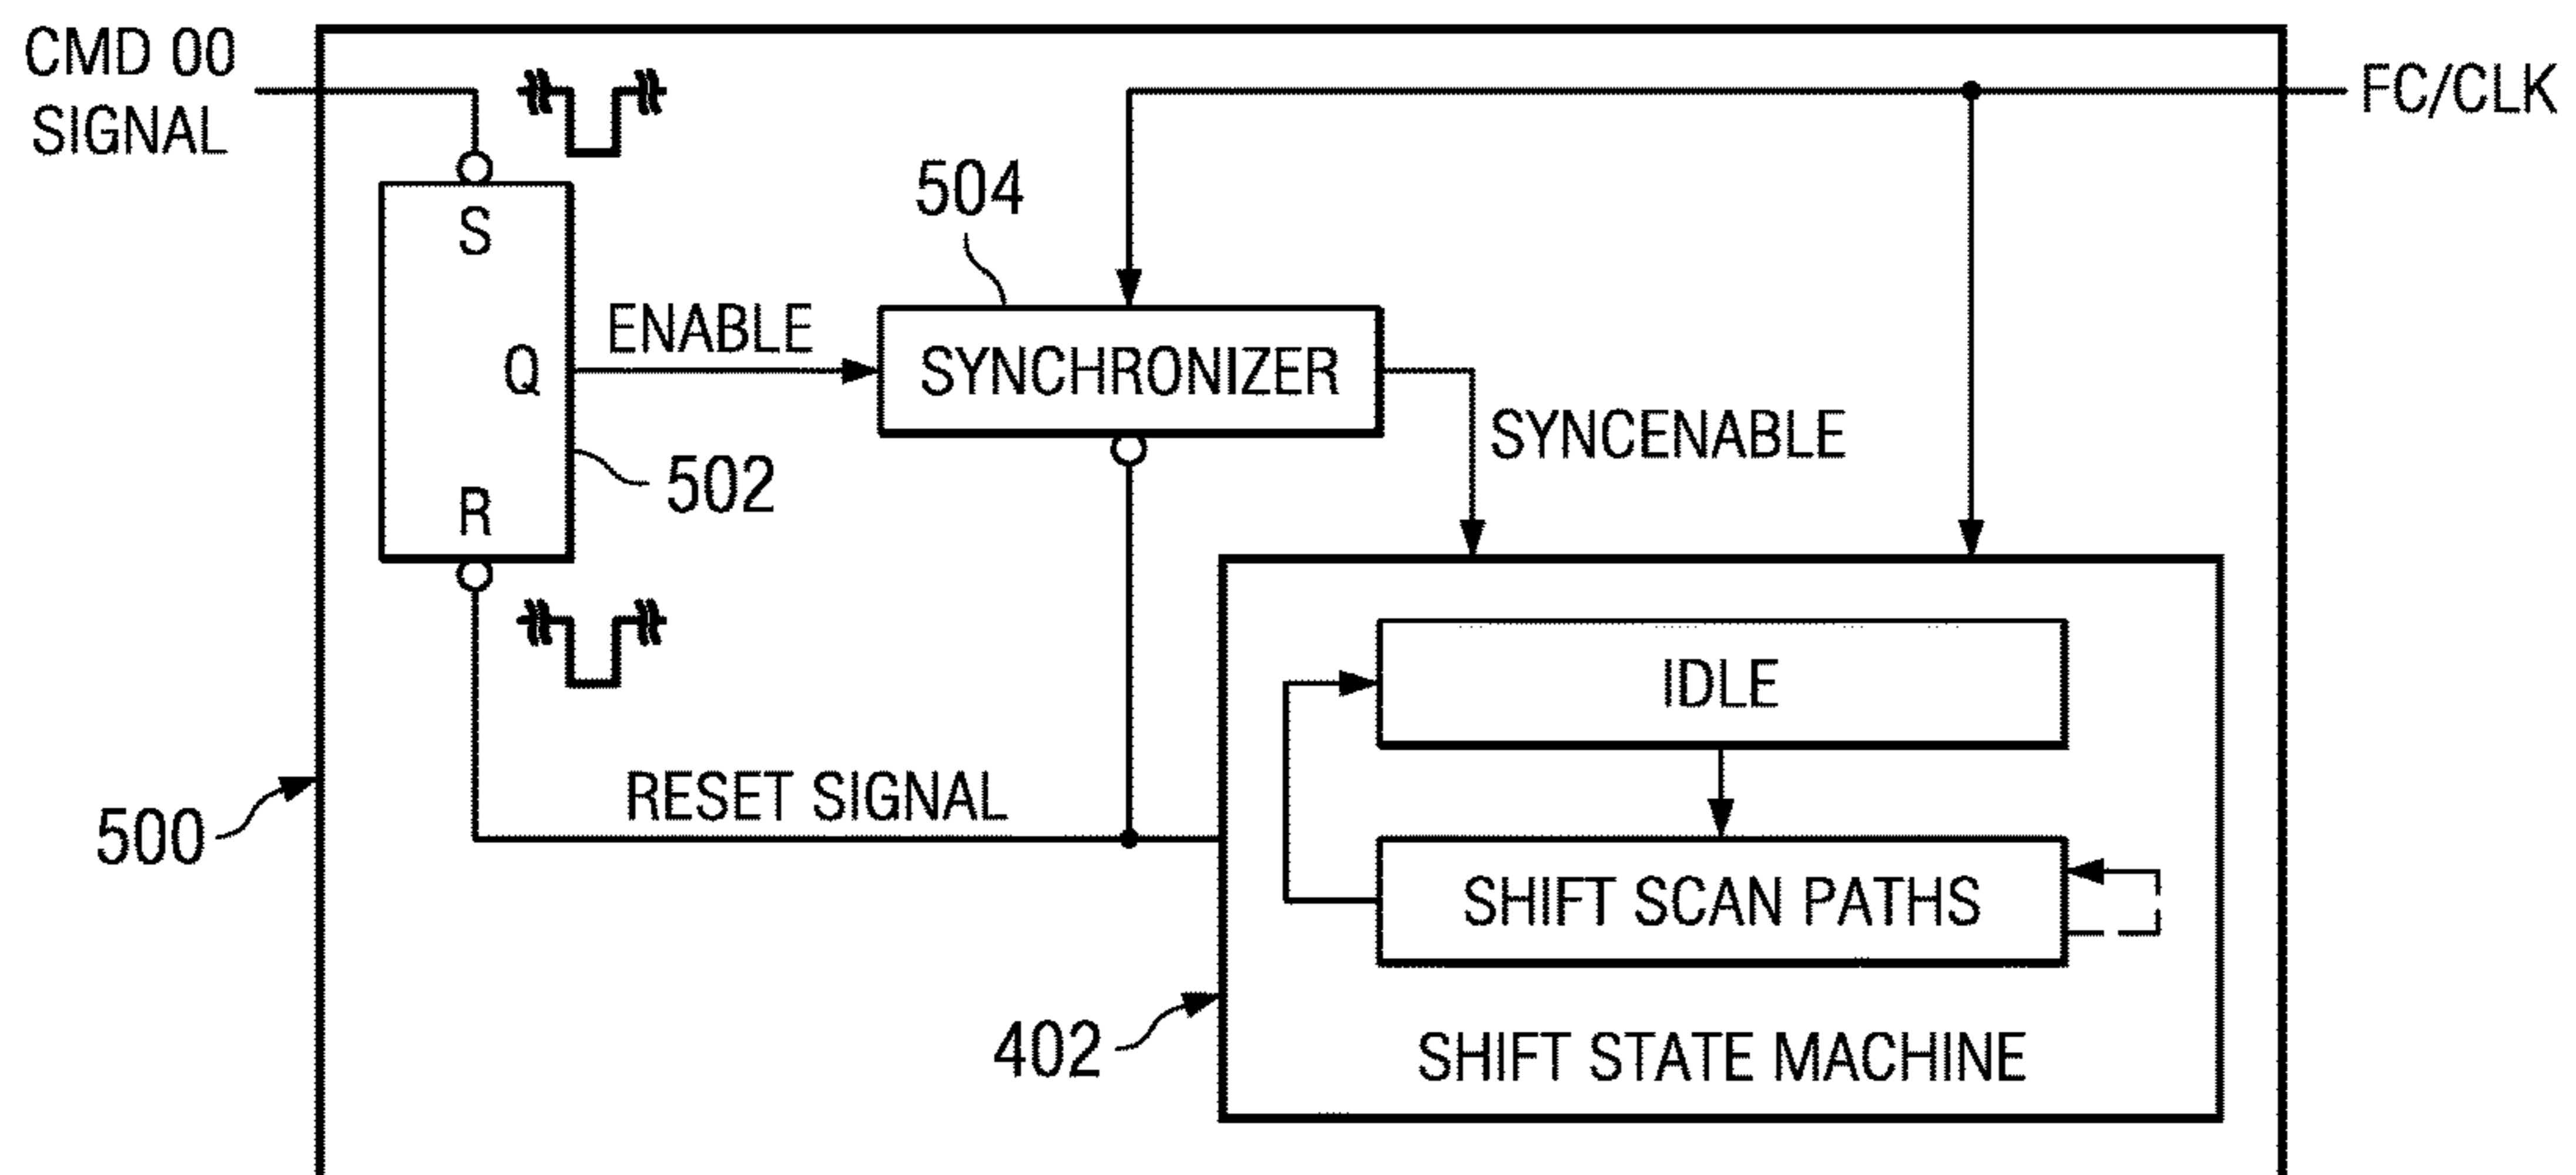 CMD 00
SIGNAL
FC/CLK
504
S
ENABLE
Q
SYNCHRONIZER
SYNCENABLE
502
R
IDLE
RESET SIGNAL
500
SHIFT SCAN PATHS
402
SHIFT STATE MACHINE